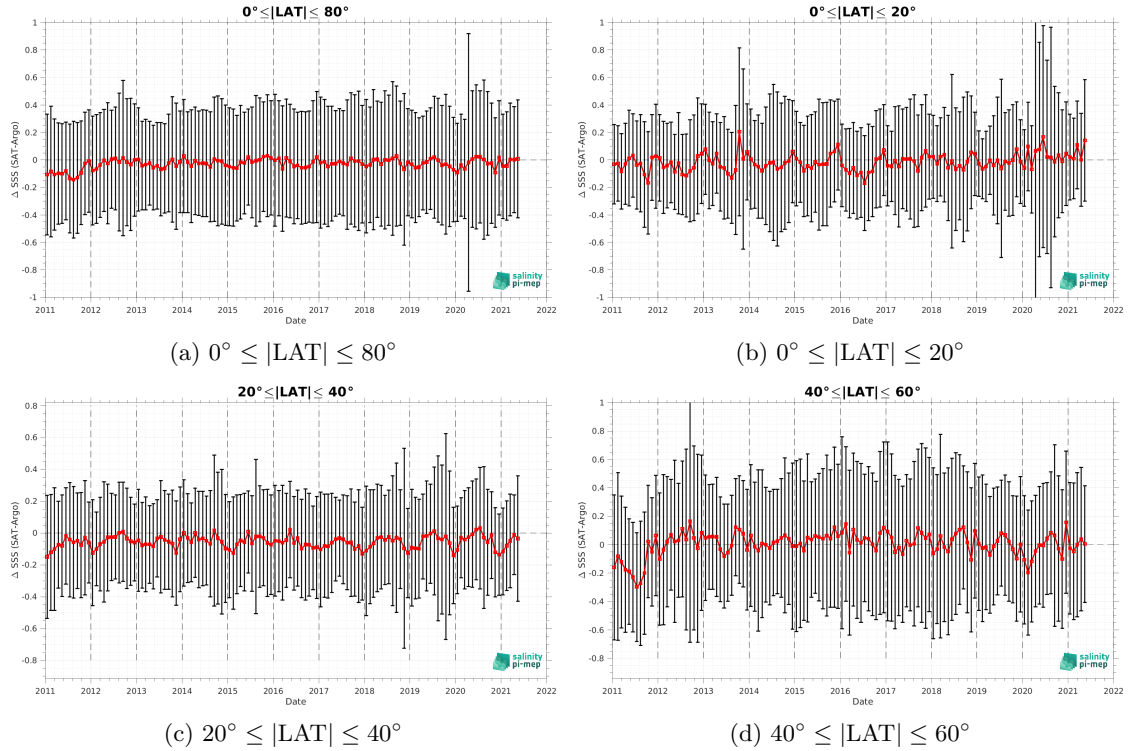 0°≤|LAT|≤ 80°
Δ SSS (SAT-Argo)
1
0.8
0.6
0.4
0.2
0
-0.2
-0.4
-0.6
-0.8
-1
2011 2012 2013 2014 2015 2016 2017 2018 2019 2020 2021 2022
Date
salinity
pi-mep
(a) 0° ≤ |LAT| ≤ 80°
0°≤|LAT|≤ 20°
Δ SSS (SAT-Argo)
1
0.8
0.6
0.4
0.2
0
-0.2
-0.4
-0.6
-0.8
-1
2011 2012 2013 2014 2015 2016 2017 2018 2019 2020 2021 2022
Date
salinity
pi-mep
(b) 0° ≤ |LAT| ≤ 20°
20°≤|LAT|≤ 40°
Δ SSS (SAT-Argo)
0.8
0.6
0.4
0.2
0
-0.2
-0.4
-0.6
-0.8
2011 2012 2013 2014 2015 2016 2017 2018 2019 2020 2021 2022
Date
salinity
pi-mep
(c) 20° ≤ |LAT| ≤ 40°
40°≤|LAT|≤ 60°
Δ SSS (SAT-Argo)
1
0.8
0.6
0.4
0.2
0
-0.2
-0.4
-0.6
-0.8
2011 2012 2013 2014 2015 2016 2017 2018 2019 2020 2021 2022
Date
salinity
pi-mep
(d) 40° ≤ |LAT| ≤ 60°